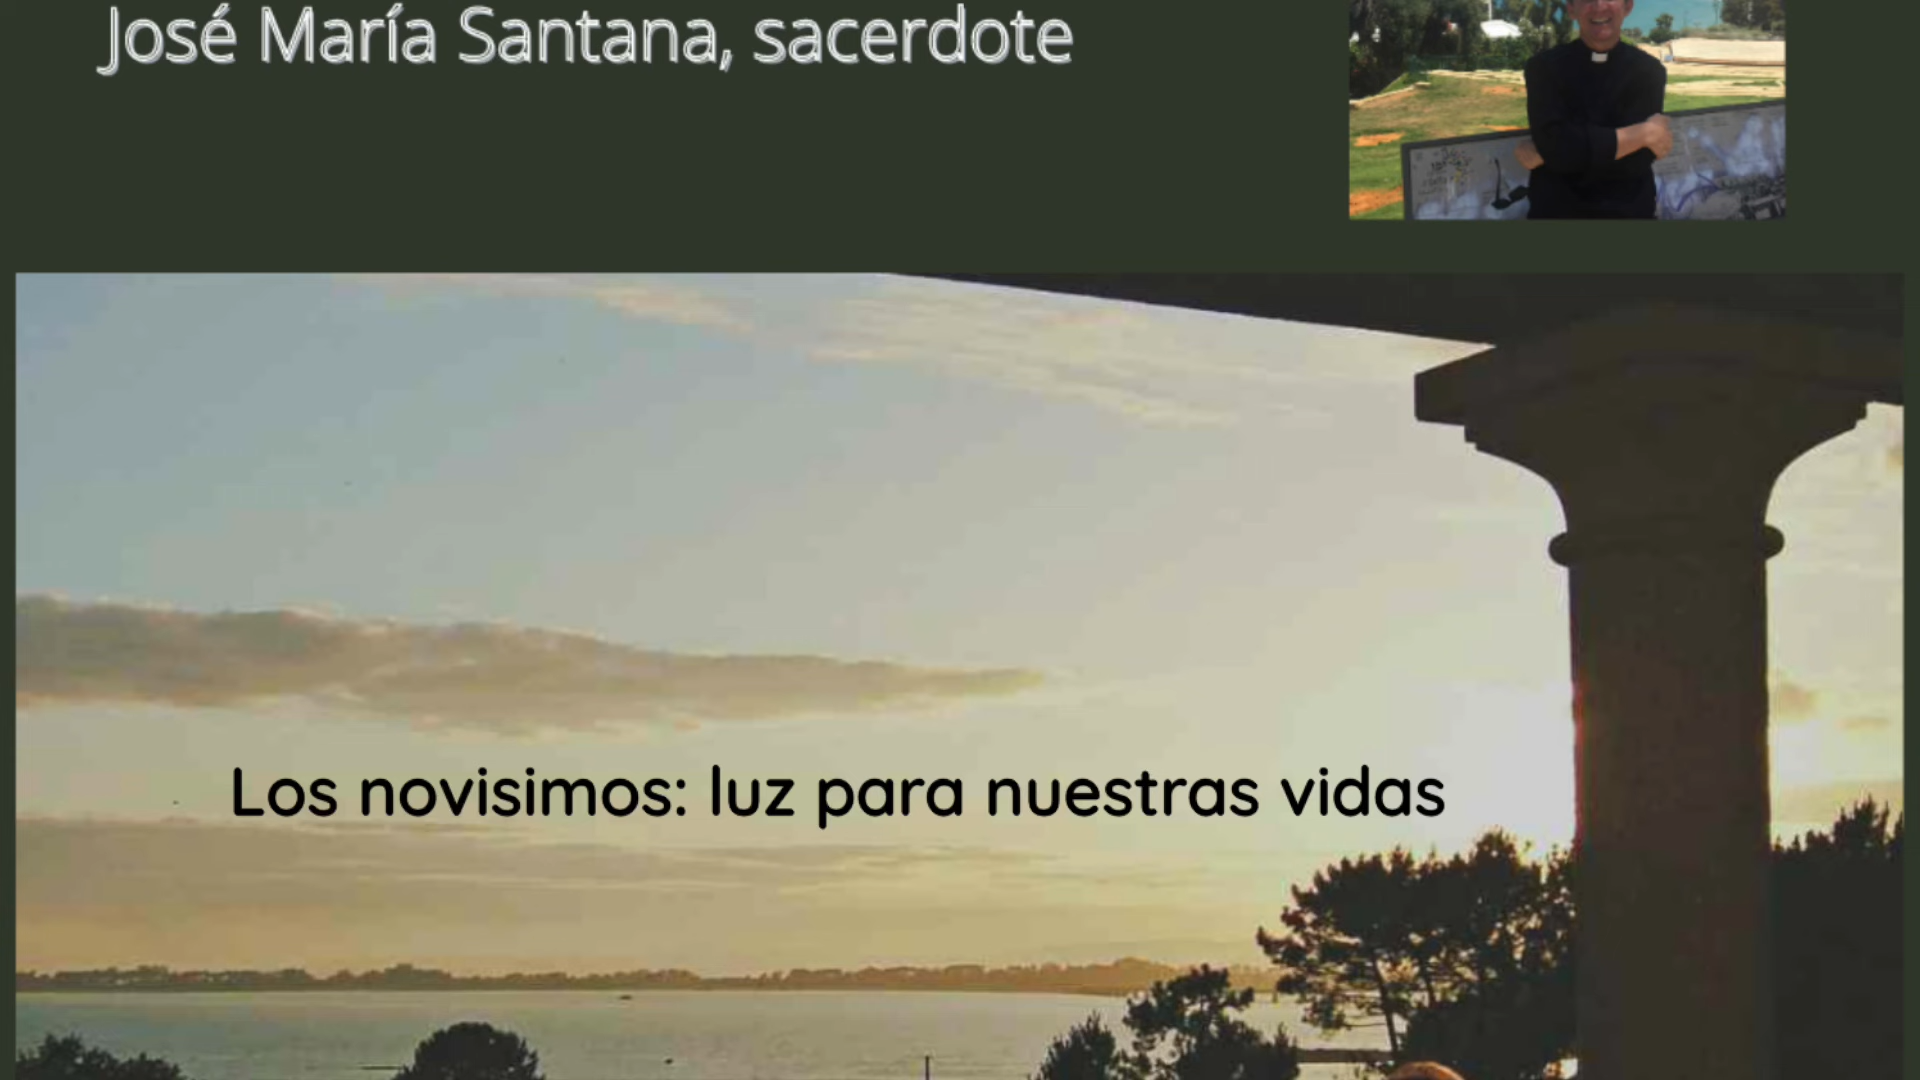 José María Santana, sacerdote
Los novisimos: luz para nuestras vidas